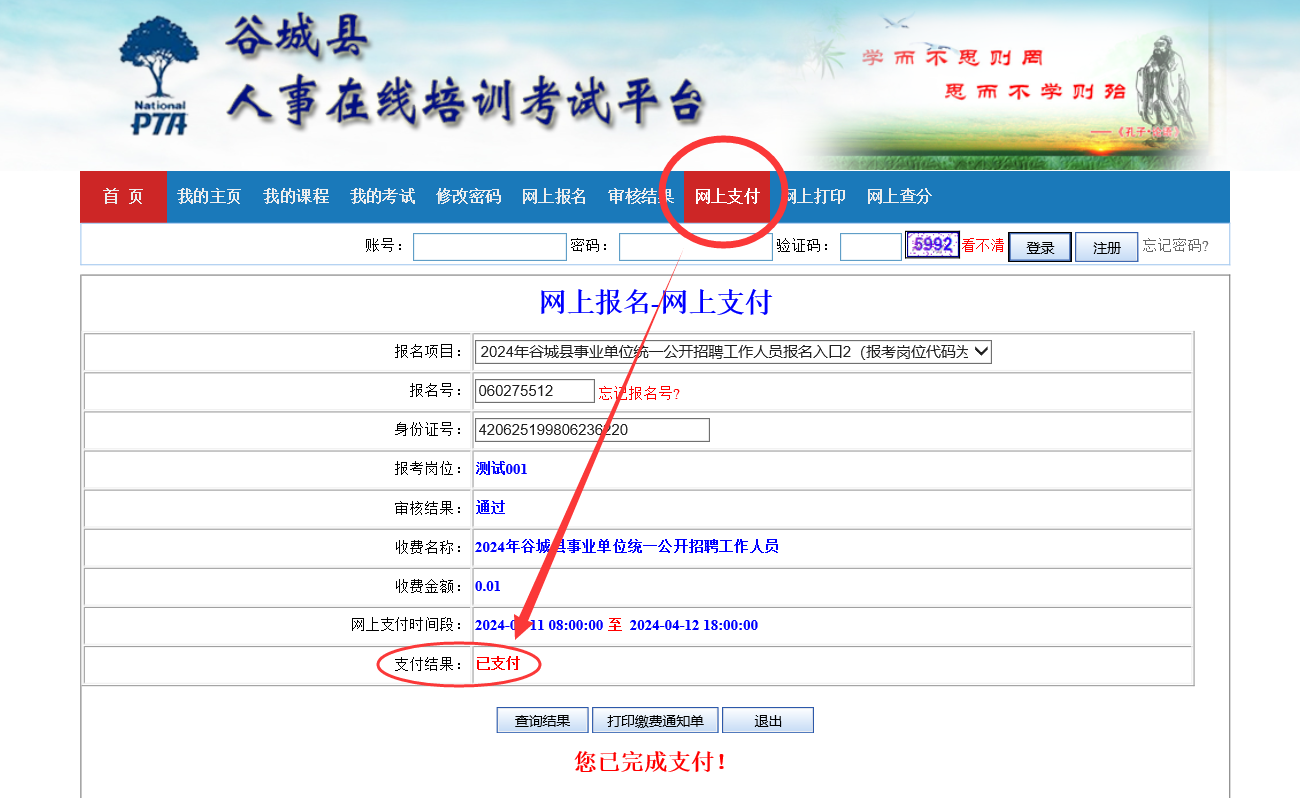 谷城县
人事在线培训考试平台
National
PTA
学而不思则罔
思而不学则殆
首 页 我的主页 我的课程 我的考试 修改密码 网上报名 审核结果 网上支付 网上打印 网上查分
账号： 密码： 验证码： 5992 看不清 登录 注册 忘记密码?
网上报名-网上支付
报名项目： 2024年谷城县事业单位统一公开招聘工作人员报名入口2（报考岗位代码为
报名号： 060275512 忘记报名号?
身份证号： 420625199806236220
报考岗位： 测试001
审核结果： 通过
收费名称： 2024年谷城县事业单位统一公开招聘工作人员
收费金额： 0.01
网上支付时间段： 11 08:00:00 至 2024-04-12 18:00:00
支付结果： 已支付
查询结果 打印缴费通知单 退出
您已完成支付！